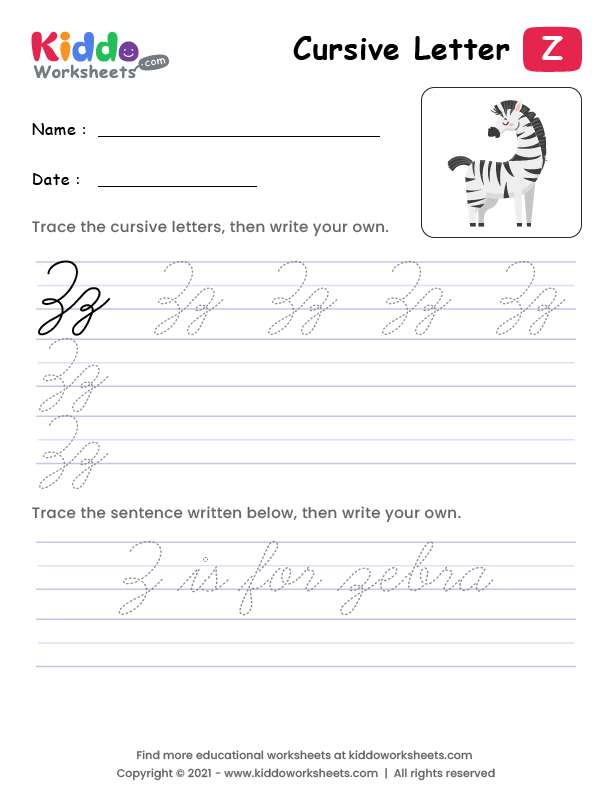 Kiddo
Worksheets
.com
Cursive Letter Z
Name :
Date :
Trace the cursive letters, then write your own.
Zz Zz Zz Zz Zz
Zz
Zz
Trace the sentence written below, then write your own.
Z is for zebra
Find more educational worksheets at kiddoworksheets.com
Copyright © 2021 - www.kiddoworksheets.com | All rights reserved